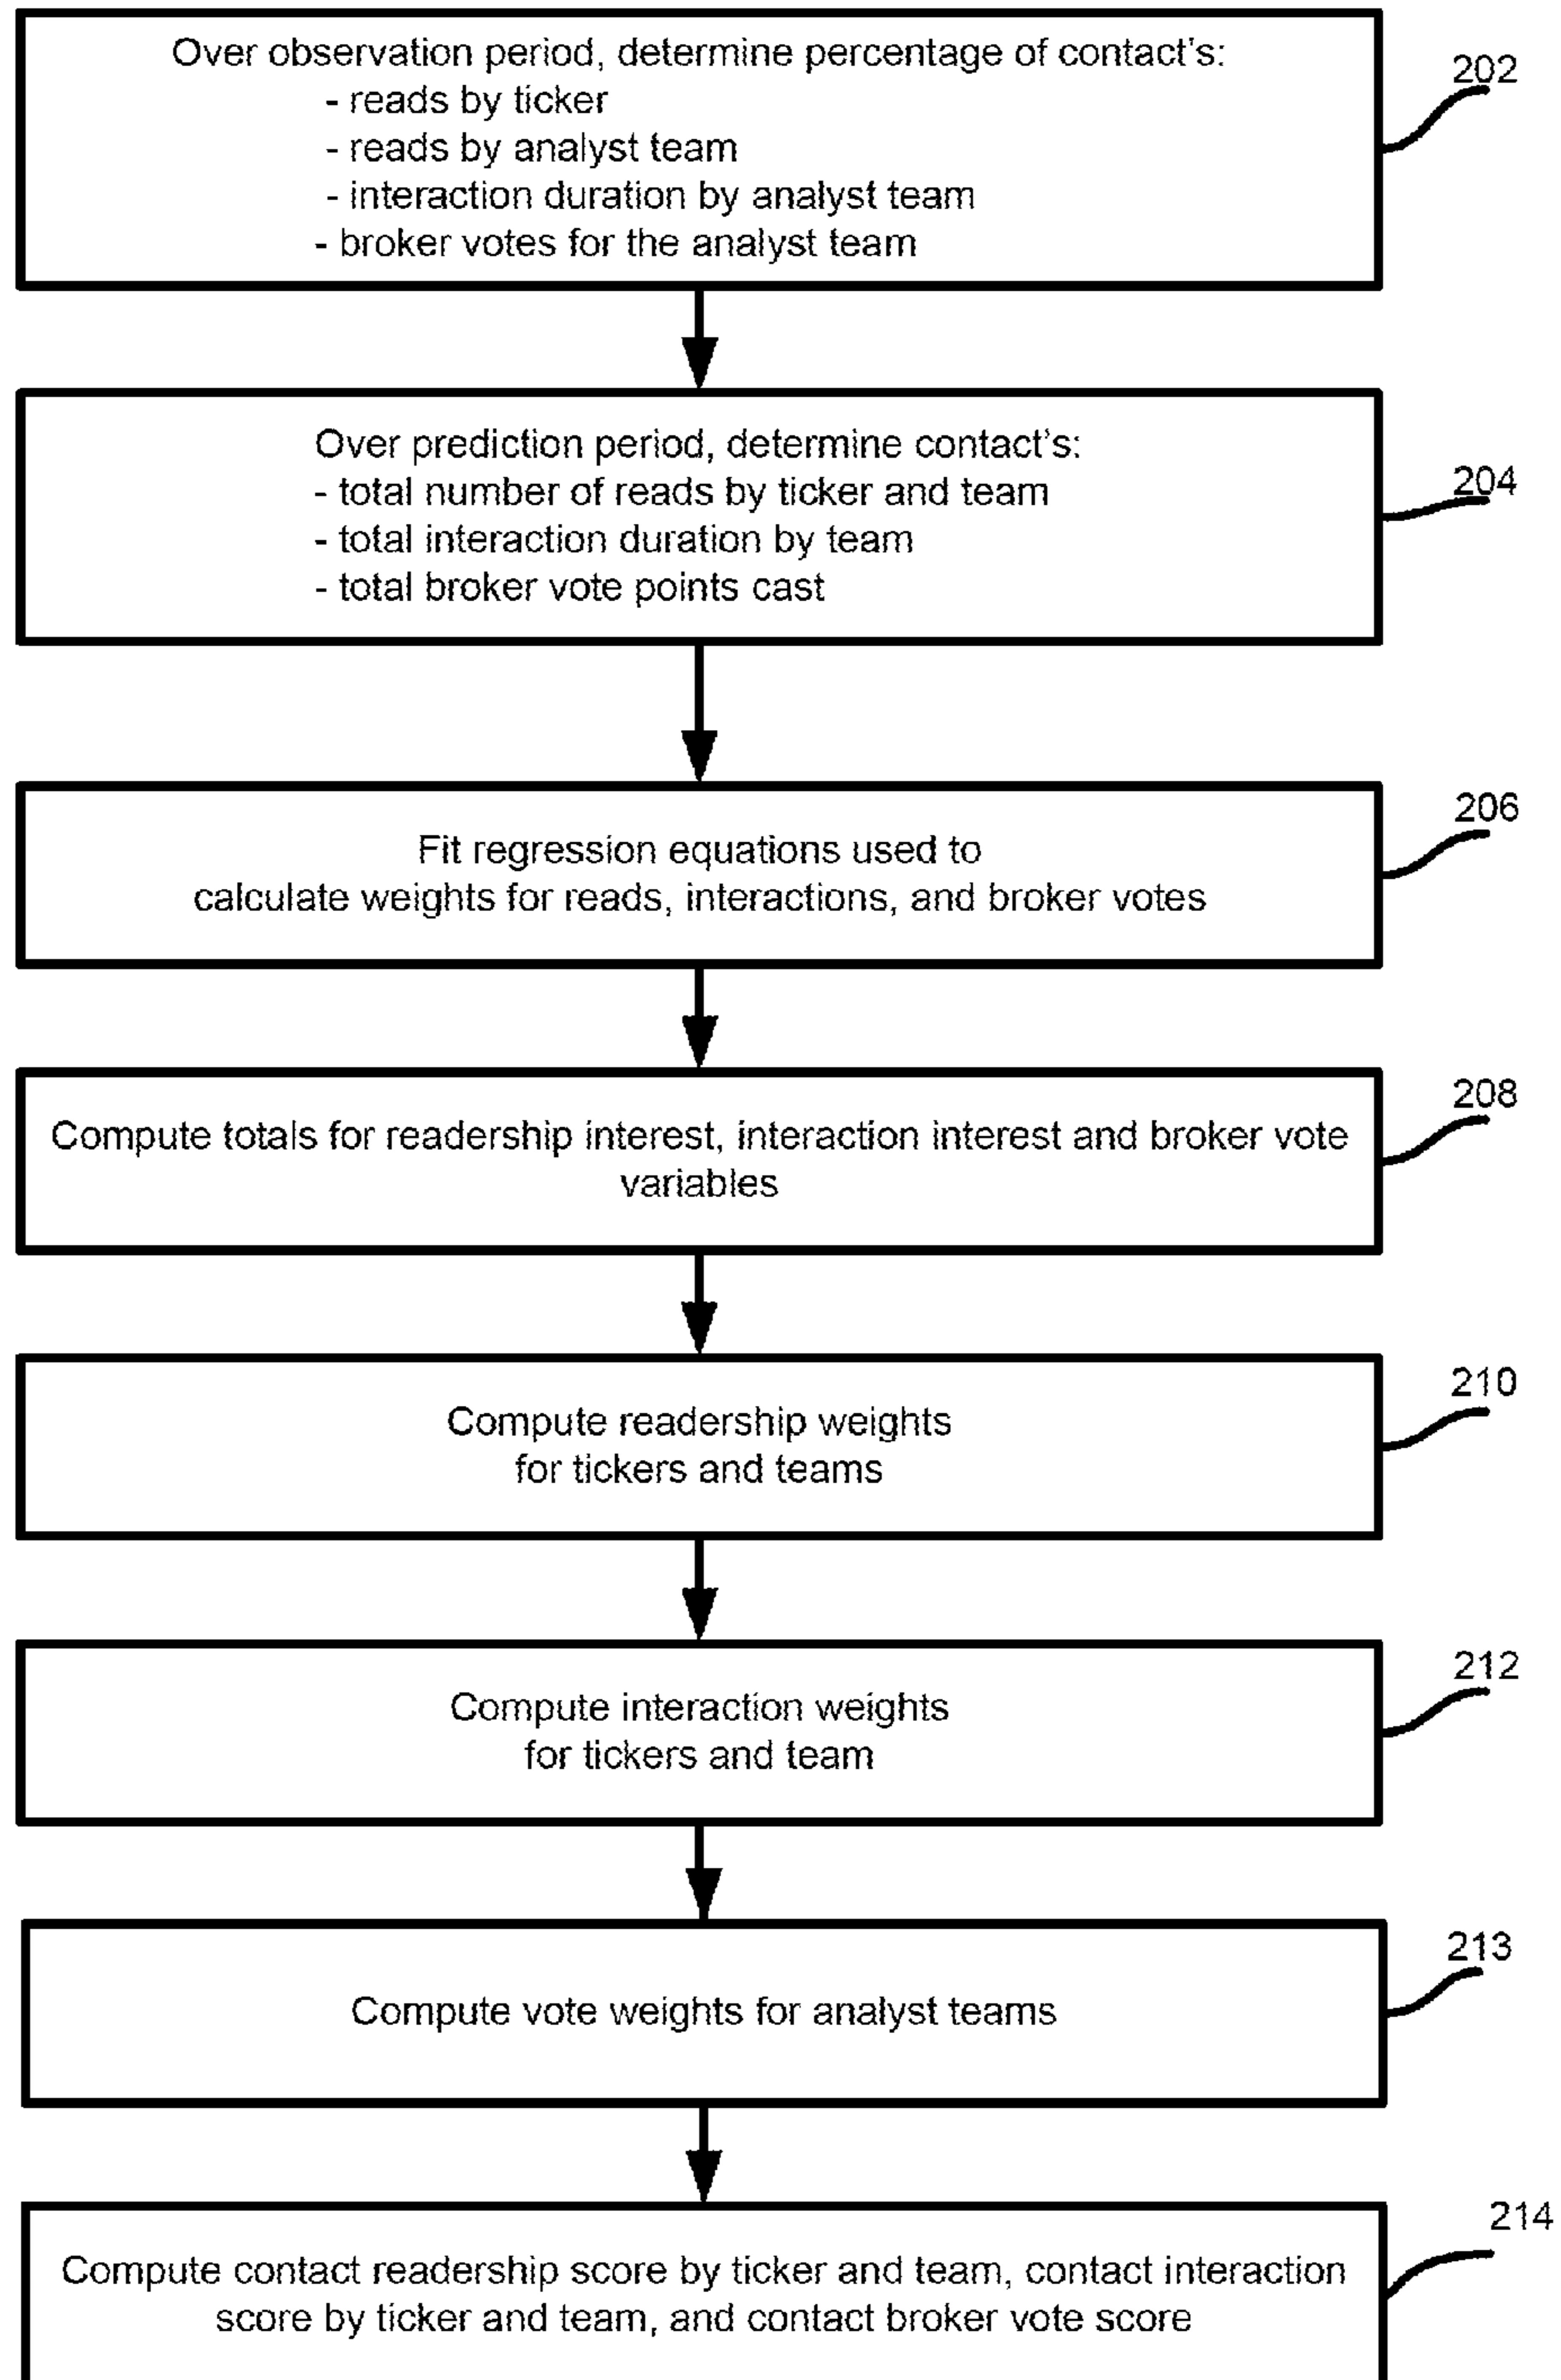 Over observation period, determine percentage of contact's:
- reads by ticker
- reads by analyst team
- interaction duration by analyst team
- broker votes for the analyst team
202
Over prediction period, determine contact's:
- total number of reads by ticker and team
- total interaction duration by team
- total broker vote points cast
204
Fit regression equations used to
calculate weights for reads, interactions, and broker votes
206
Compute totals for readership interest, interaction interest and broker vote
variables
208
Compute readership weights
for tickers and teams
210
Compute interaction weights
for tickers and team
212
Compute vote weights for analyst teams
213
Compute contact readership score by ticker and team, contact interaction
score by ticker and team, and contact broker vote score
214